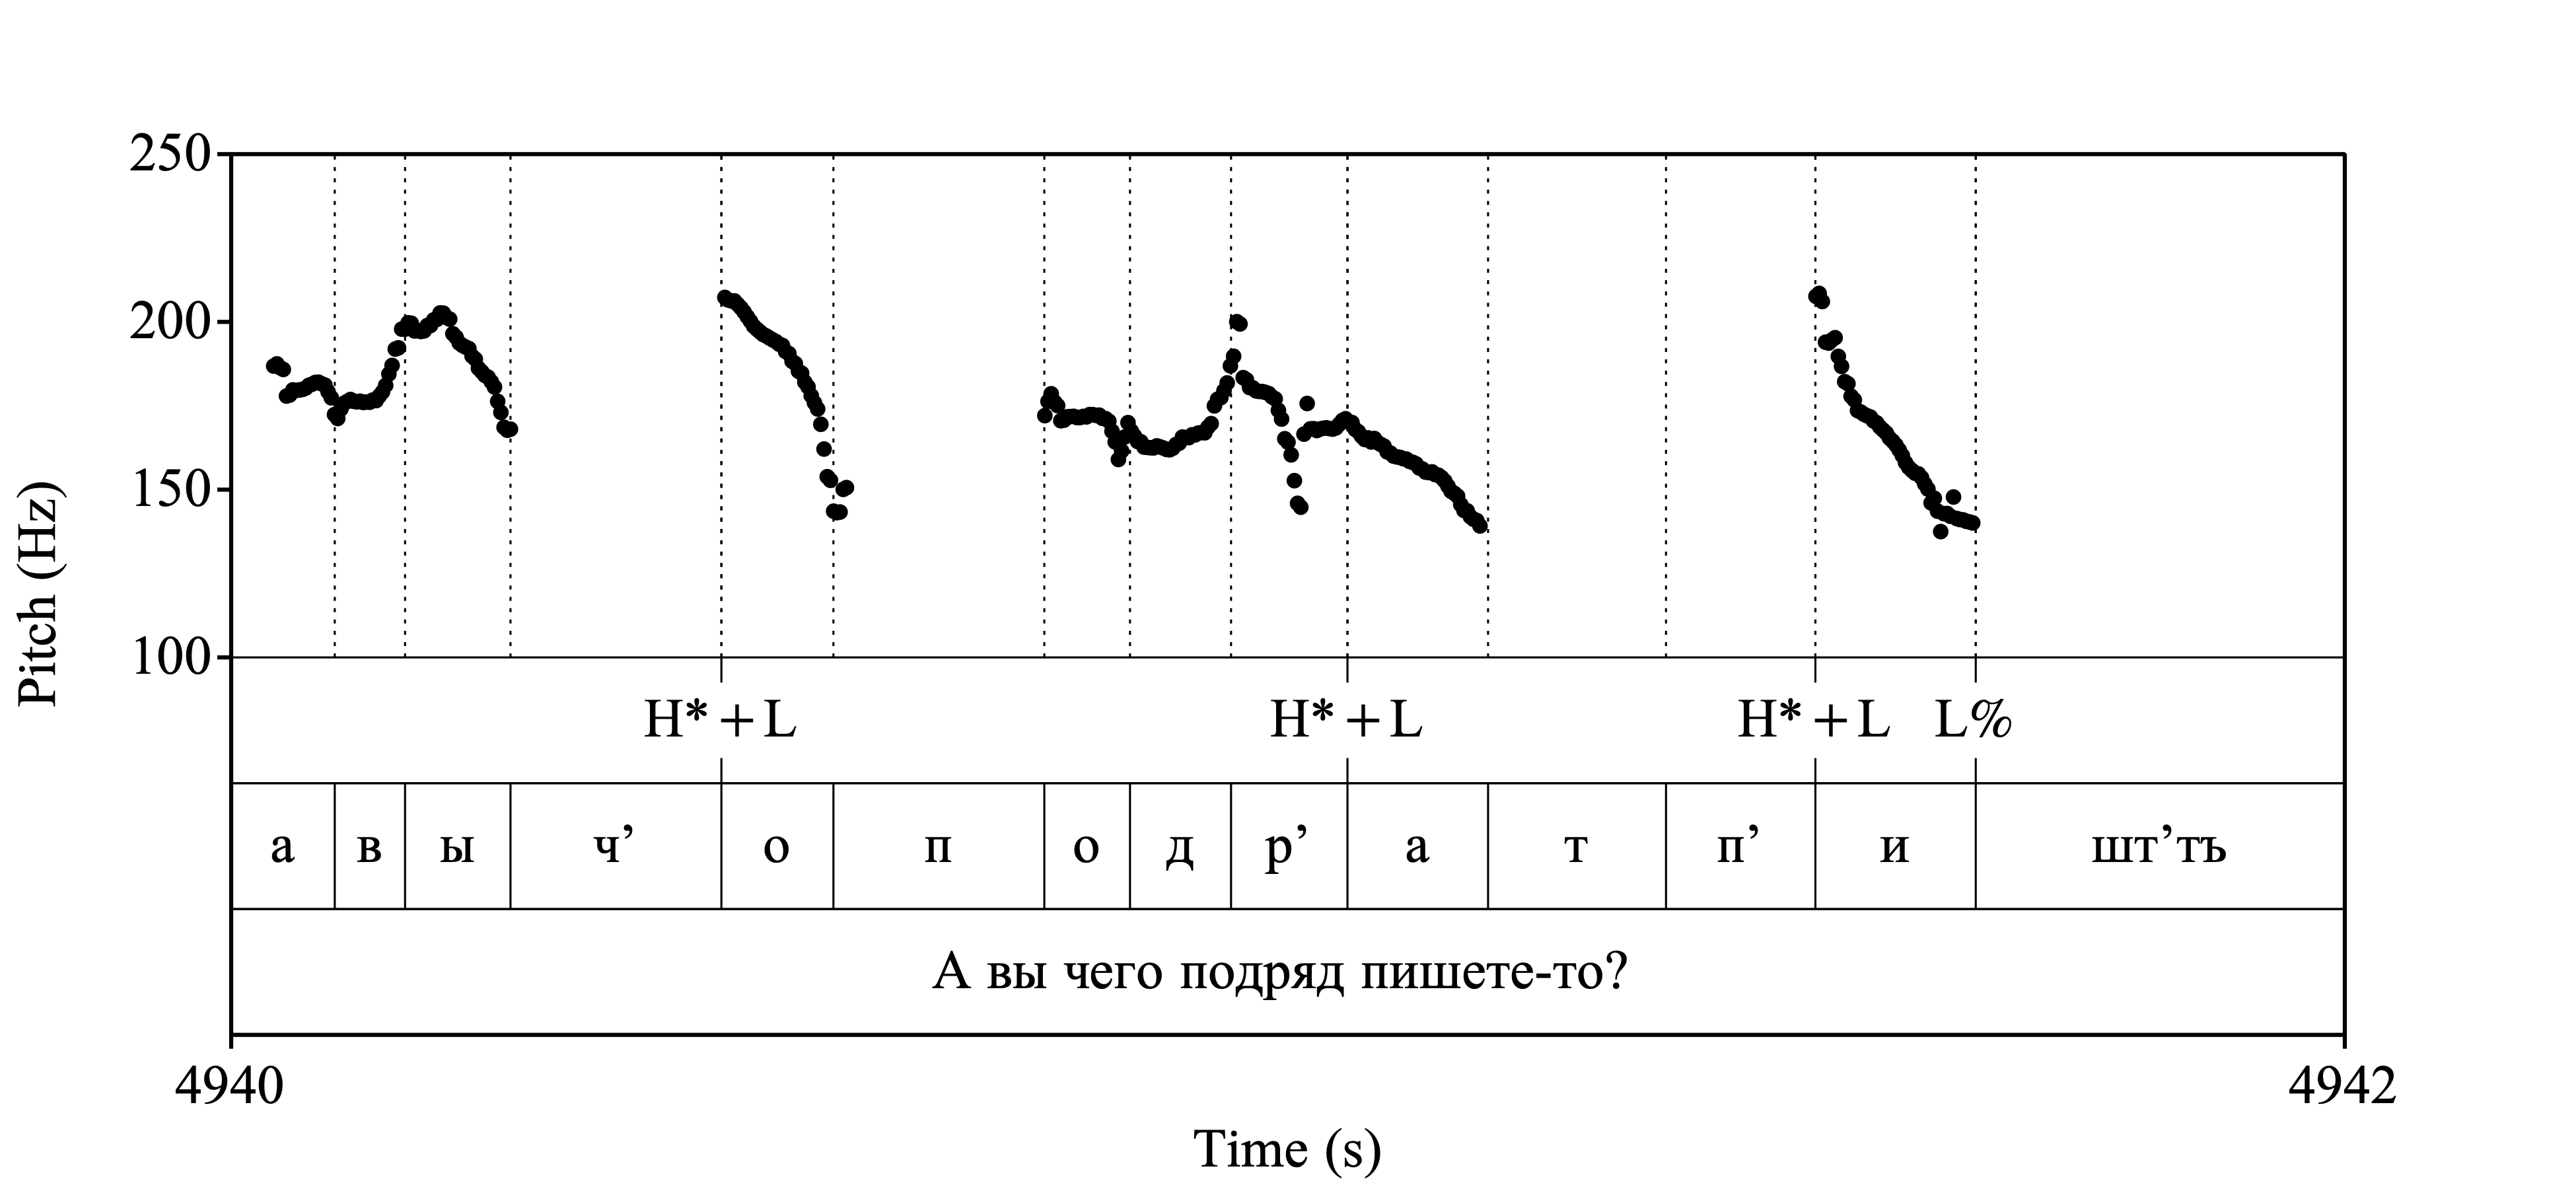 250
200
150
100
Pitch (Hz)
H* + L H* + L H* + L L%
а в ы ч’ о п о д р’ а т п’ и шт’тъ
А вы чего подряд пишете-то?
4940 4942
Time (s)